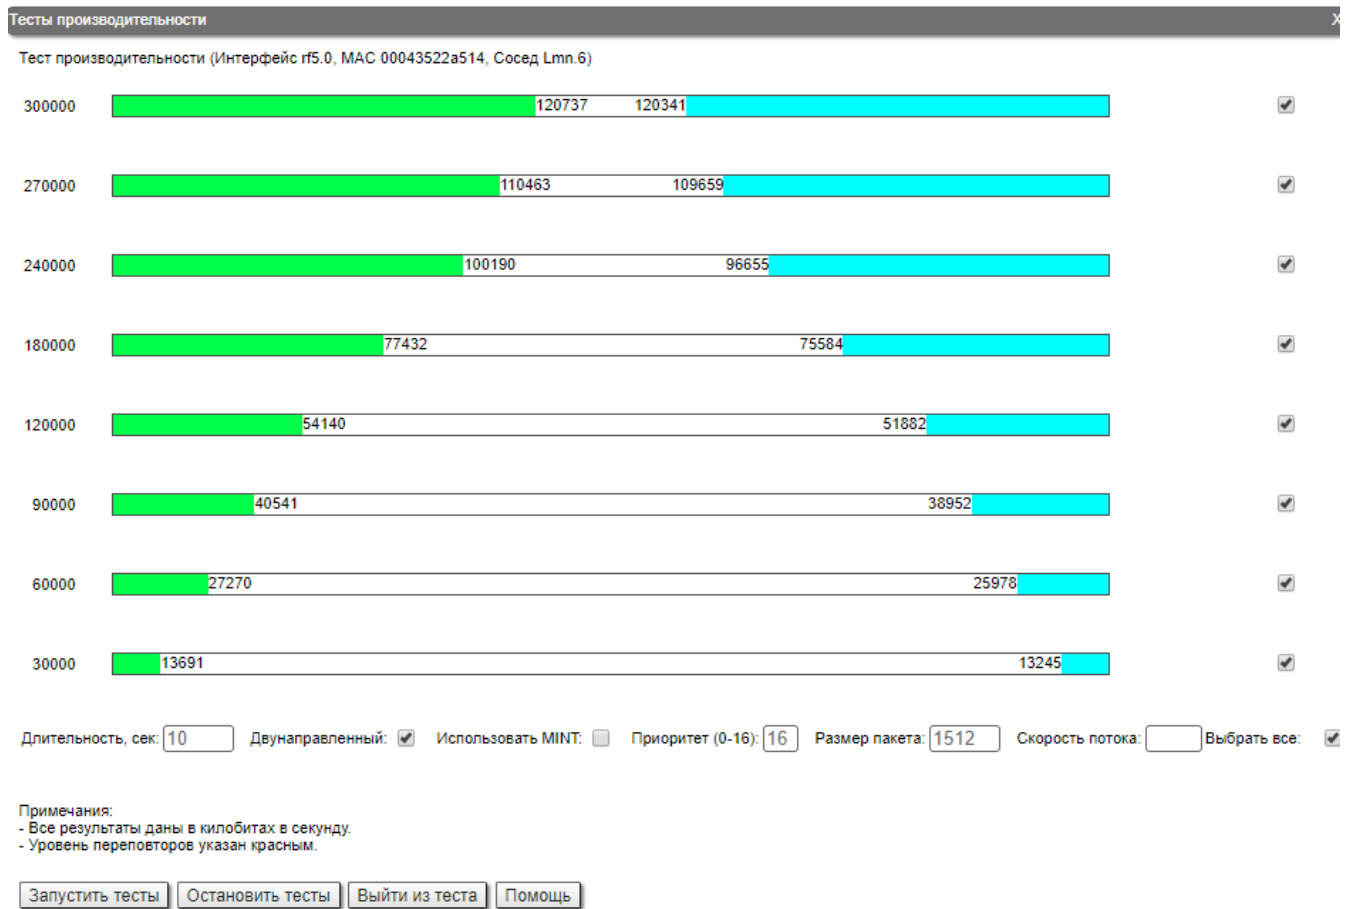 Тесты производительности X
Тест производительности (Интерфейс rf5.0, MAC 00043522a514, Сосед Lmn.6)
300000 120737 120341
270000 110463 109659
240000 100190 96655
180000 77432 75584
120000 54140 51882
90000 40541 38952
60000 27270 25978
30000 13691 13245
Длительность, сек: 10 Двунаправленный: Использовать MINT: Приоритет (0-16): 16 Размер пакета: 1512 Скорость потока: Выбрать все:
Примечания:
- Все результаты даны в килобитах в секунду.
- Уровень переповторов указан красным.
Запустить тесты Остановить тесты Выйти из теста Помощь